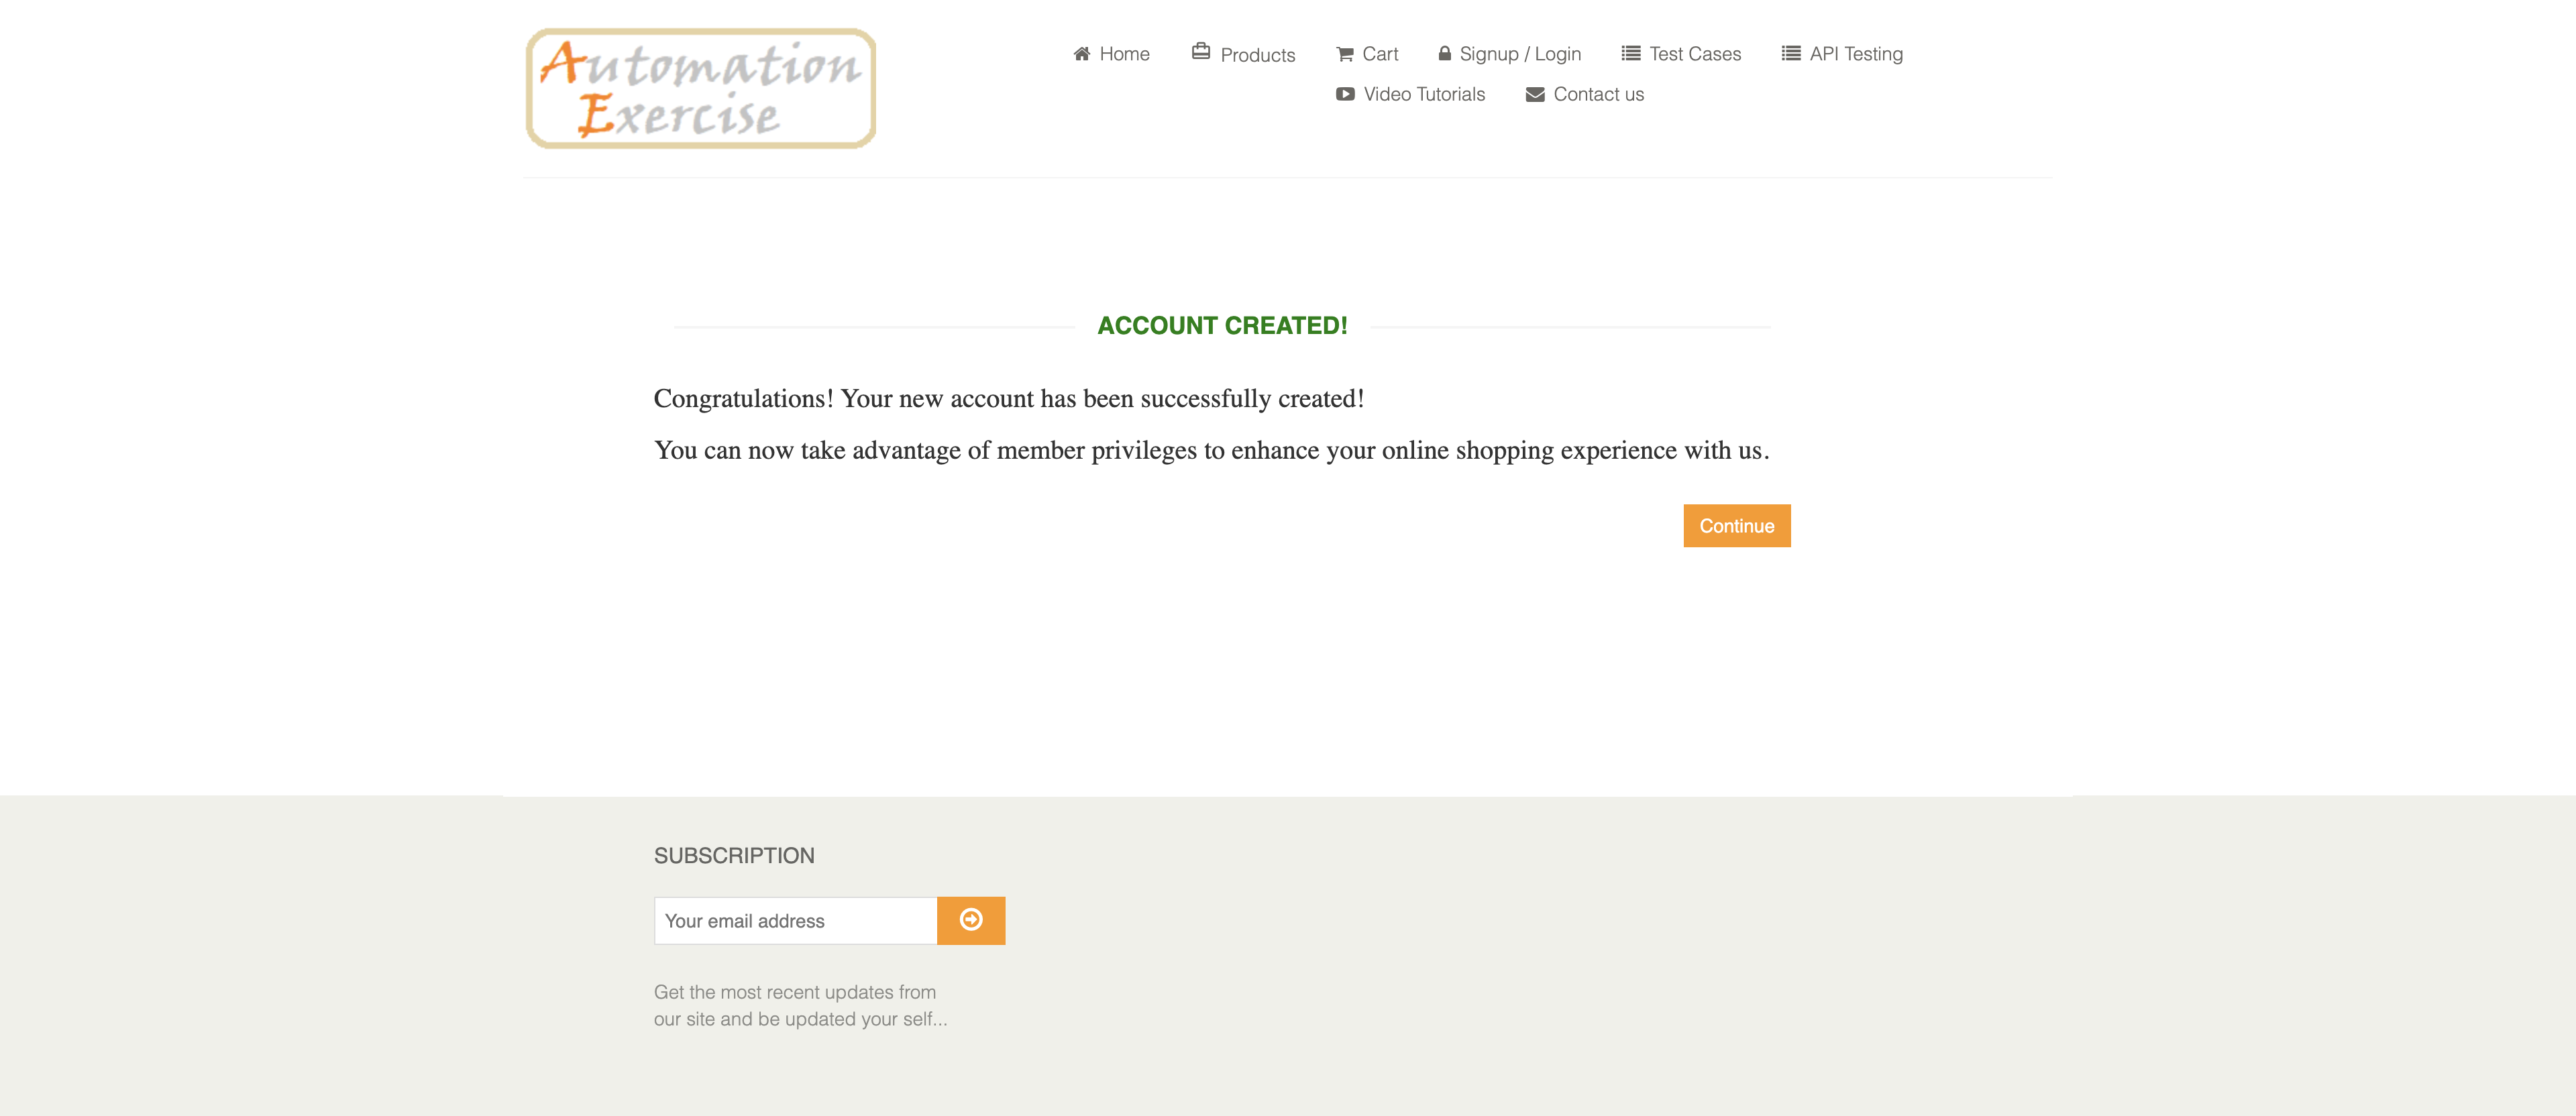 Automation
Exercise
Home
Products
Cart
Signup / Login
Test Cases
API Testing
Video Tutorials
Contact us
ACCOUNT CREATED!
Congratulations! Your new account has been successfully created!
You can now take advantage of member privileges to enhance your online shopping experience with us.
Continue
SUBSCRIPTION
Your email address
Get the most recent updates from
our site and be updated your self...